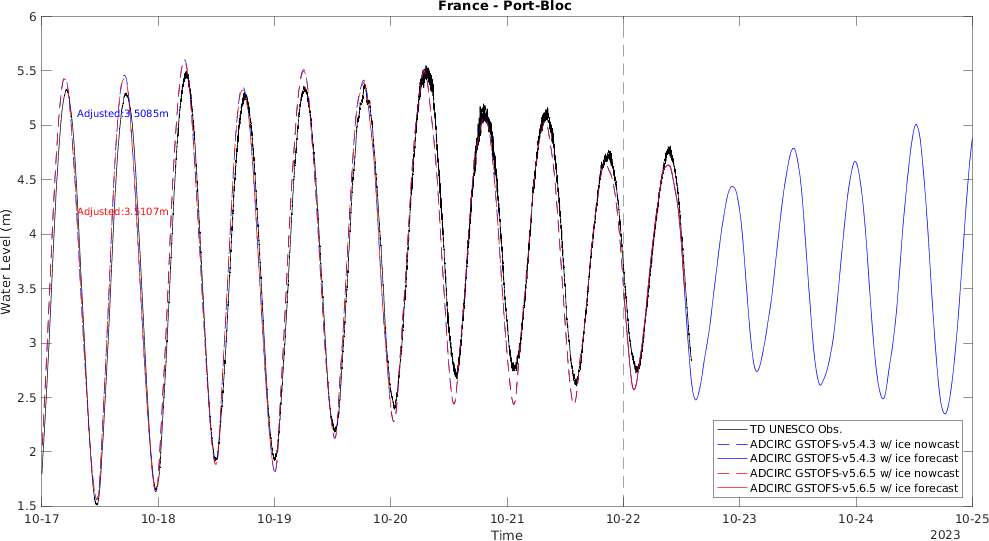 France - Port-Bloc
Water Level (m)
6
5.5
5
4.5
4
3.5
3
2.5
2
1.5
Adjusted:3.5085m
Adjusted:3.5107m
TD UNESCO Obs.
ADCIRC GSTOFS-v5.4.3 w/ ice nowcast
ADCIRC GSTOFS-v5.4.3 w/ ice forecast
ADCIRC GSTOFS-v5.6.5 w/ ice nowcast
ADCIRC GSTOFS-v5.6.5 w/ ice forecast
10-17 10-18 10-19 10-20 10-21 10-22 10-23 10-24 10-25
Time
2023